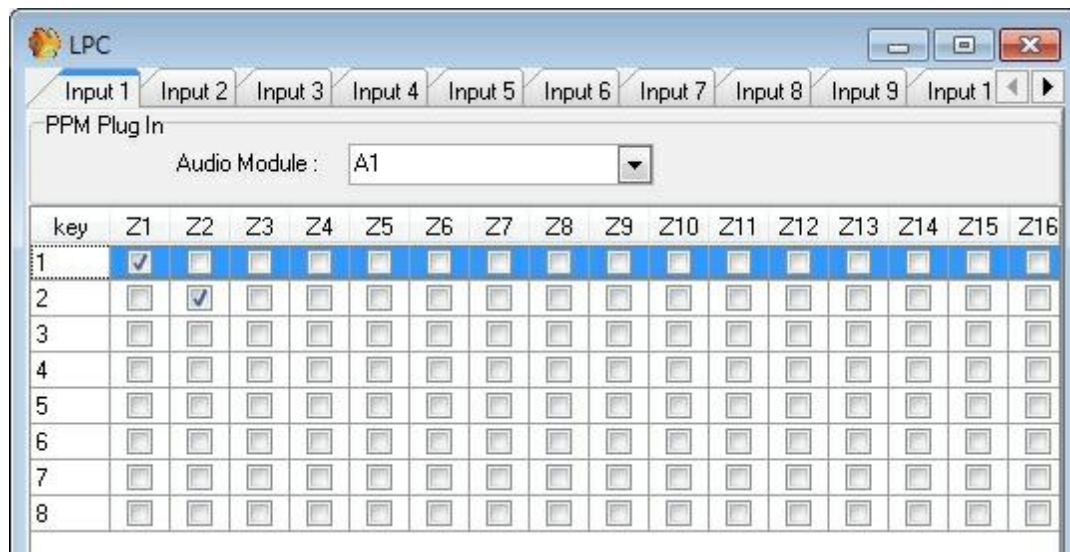 LPC
Input 1 Input 2 Input 3 Input 4 Input 5 Input 6 Input 7 Input 8 Input 9 Input 1
PPM Plug In
Audio Module : A1
key Z1 Z2 Z3 Z4 Z5 Z6 Z7 Z8 Z9 Z10 Z11 Z12 Z13 Z14 Z15 Z16
1
2
3
4
5
6
7
8